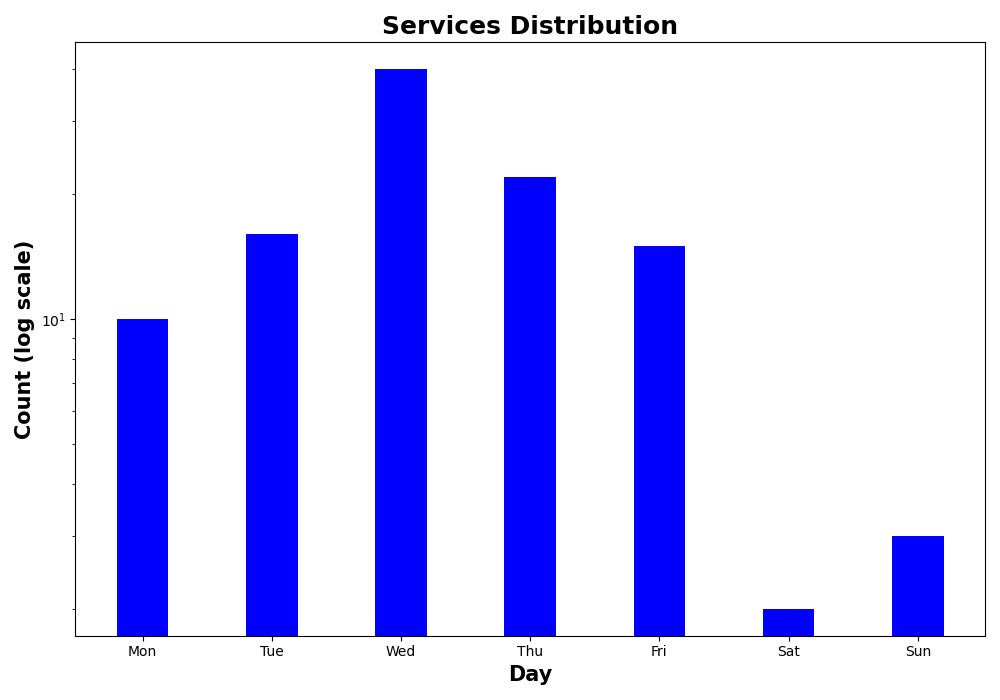 Services Distribution
Count (log scale)
10¹
Mon Tue Wed Thu Fri Sat Sun
Day